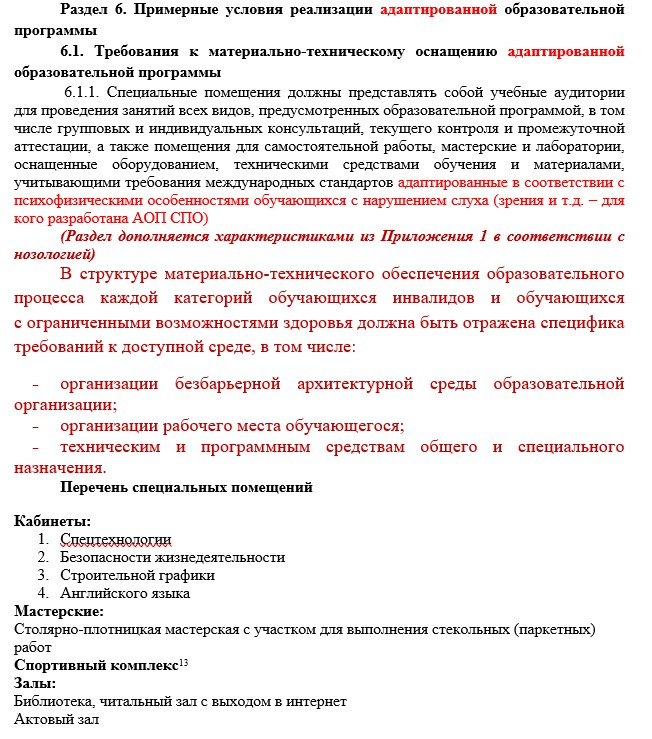 Раздел 6. Примерные условия реализации адаптированной образовательной
программы
6.1. Требования к материально-техническому оснащению адаптированной
образовательной программы
6.1.1. Специальные помещения должны представлять собой учебные аудитории
для проведения занятий всех видов, предусмотренных образовательной программой, в том
числе групповых и индивидуальных консультаций, текущего контроля и промежуточной
аттестации, а также помещения для самостоятельной работы, мастерские и лаборатории,
оснащенные оборудованием, техническими средствами обучения и материалами,
учитывающими требования международных стандартов адаптированные в соответствии с
психофизическими особенностями обучающихся с нарушением слуха (зрения и т.д. – для
кого разработана АОП СПО)
(Раздел дополняется характеристиками из Приложения 1 в соответствии с
нозологией)
В структуре материально-технического обеспечения образовательного
процесса каждой категорий обучающихся инвалидов и обучающихся
с ограниченными возможностями здоровья должна быть отражена специфика
требований к доступной среде, в том числе:
- организации безбарьерной архитектурной среды образовательной
организации;
- организации рабочего места обучающегося;
- техническим и программным средствам общего и специального
назначения.
Перечень специальных помещений
Кабинеты:
1. Спецтехнологии
2. Безопасности жизнедеятельности
3. Строительной графики
4. Английского языка
Мастерские:
Столярно-плотницкая мастерская с участком для выполнения стекольных (паркетных)
работ
Спортивный комплекс¹³
Залы:
Библиотека, читальный зал с выходом в интернет
Актовый зал